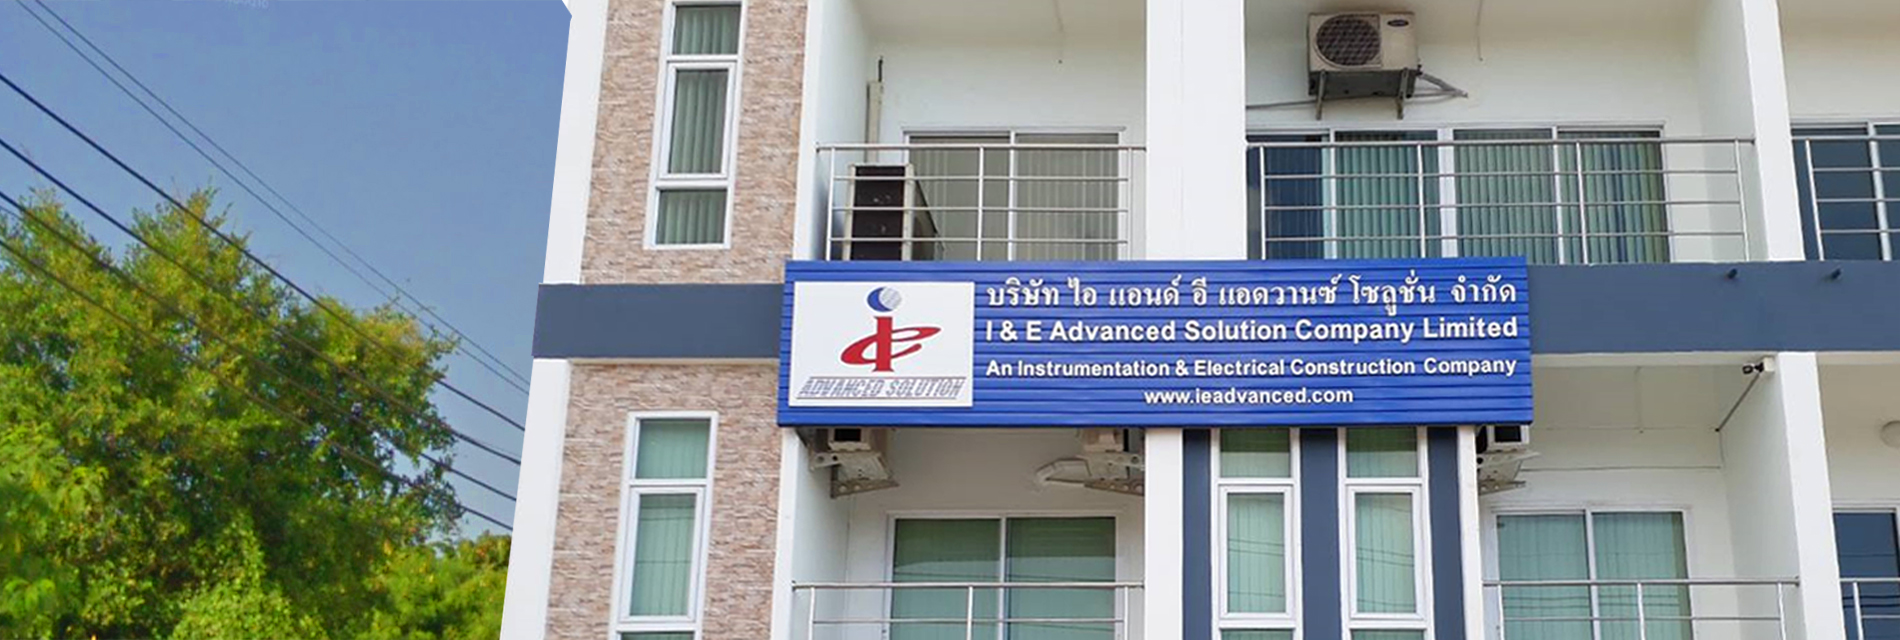 บริษัท ไอ แอนด์ อี แอดวานซ์ โซลูชั่น จำกัด
I & E Advanced Solution Company Limited
An Instrumentation & Electrical Construction Company
www.ieadvanced.com
ADVANCED SOLUTION